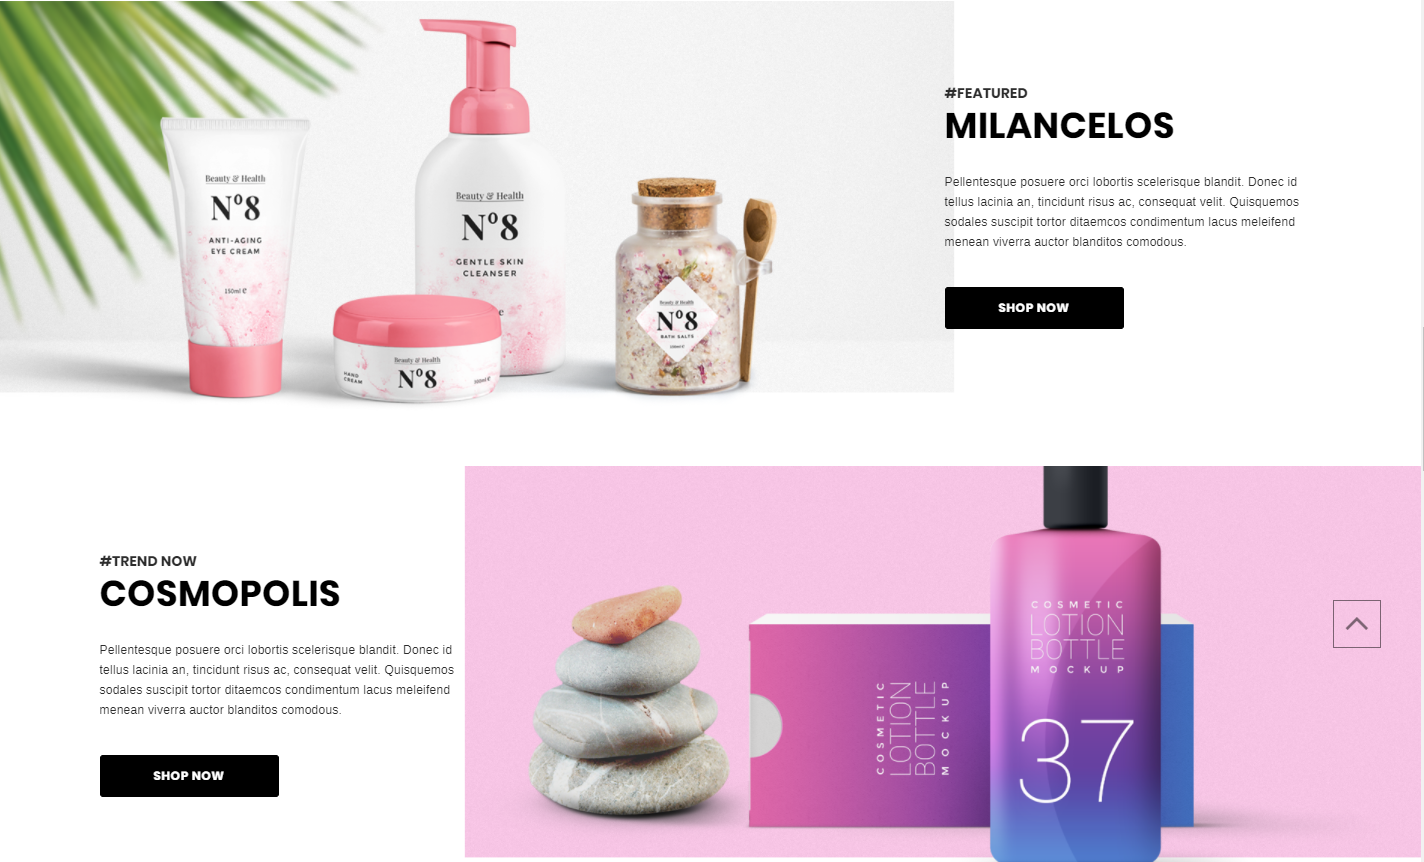 #FEATURED
MILANCELOS
Pellentesque posuere orci lobortis scelerisque blandit. Donec id
tellus lacinia an, tincidunt risus ac, consequat velit. Quisquemos
sodales suscipit tortor ditaemcos condimentum lacus meleifend
menean viverra auctor blanditos comodous.
SHOP NOW
Beauty & Health
Nº8
ANTI-AGING
EYE CREAM
150ml ℮
Beauty & Health
Nº8
GENTLE SKIN
CLEANSER
Beauty & Health
HAND
CREAM
Nº8
Beauty & Health
Nº8
BATH SALTS
#TREND NOW
COSMOPOLIS
Pellentesque posuere orci lobortis scelerisque blandit. Donec id
tellus lacinia an, tincidunt risus ac, consequat velit. Quisquemos
sodales suscipit tortor ditaemcos condimentum lacus meleifend
menean viverra auctor blanditos comodous.
SHOP NOW
COSMETIC
LOTION
BOTTLE
MOCKUP
COSMETIC
LOTION
BOTTLE
MOCKUP
37